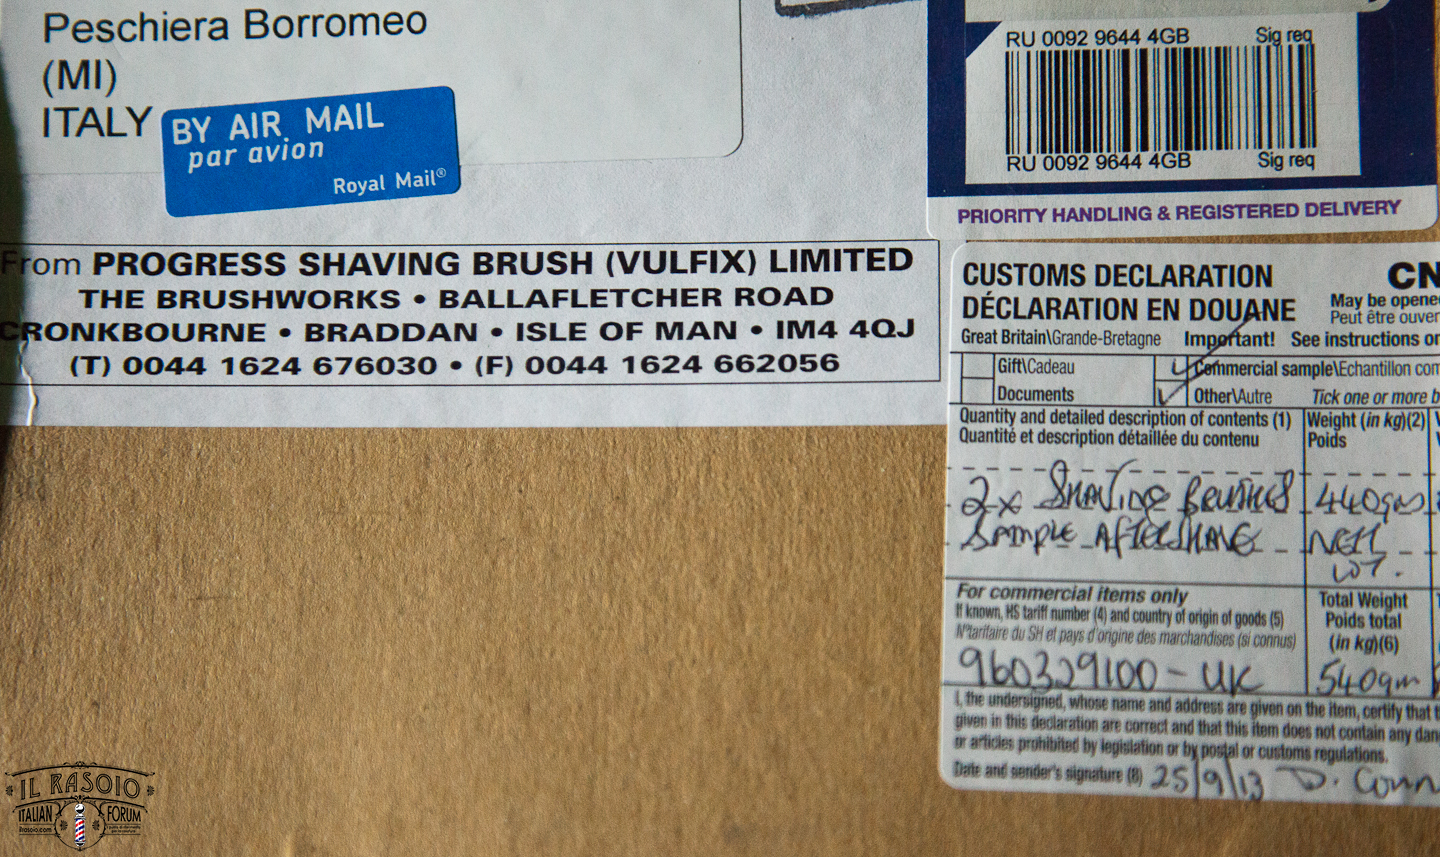 Peschiera Borromeo
(MI)
ITALY
BY AIR MAIL
par avion
Royal Mail®
RU 0092 9644 4GB Sig req
RU 0092 9644 4GB Sig req
PRIORITY HANDLING & REGISTERED DELIVERY
From PROGRESS SHAVING BRUSH (VULFIX) LIMITED
THE BRUSHWORKS • BALLAFLETCHER ROAD
CRONKBOURNE • BRADDAN • ISLE OF MAN • IM4 4QJ
(T) 0044 1624 676030 • (F) 0044 1624 662056
CUSTOMS DECLARATION CN
DÉCLARATION EN DOUANE
May be opene
Peut être ouver
Great Britain\Grande-Bretagne Important! See instructions on
Gift\Cadeau Commercial sample\Echantillon com
Documents Other\Autre Tick one or more b
Quantity and detailed description of contents (1) Weight (in kg)(2)
Quantité et description détaillée du contenu Poids
2x SHAVING BRUSHES 440gms
SAMPLE AFTERSHAVE NETT
WT.
For commercial items only
If known, HS tariff number (4) and country of origin of goods (5)
N°tarifaire du SH et pays d'origine des marchandises (si connus)
Total Weight
Poids total
(in kg)(6)
960329100 - UK 540gm
I, the undersigned, whose name and address are given on the item, certify that t
given in this declaration are correct and that this item does not contain any dan
or articles prohibited by legislation or by postal or customs regulations.
Date and sender's signature (8) 25/9/13 D. Conn
IL RASOIO
ITALIAN FORUM
Ilrasoio.com